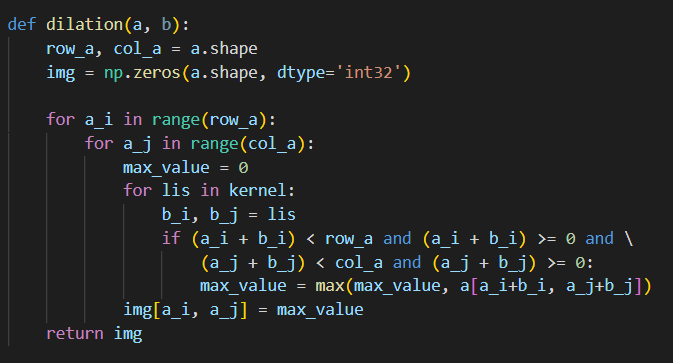 def dilation(a, b):
    row_a, col_a = a.shape
    img = np.zeros(a.shape, dtype='int32')

    for a_i in range(row_a):
        for a_j in range(col_a):
            max_value = 0
            for lis in kernel:
                b_i, b_j = lis
                if (a_i + b_i) < row_a and (a_i + b_i) >= 0 and \
                    (a_j + b_j) < col_a and (a_j + b_j) >= 0:
                    max_value = max(max_value, a[a_i+b_i, a_j+b_j])
            img[a_i, a_j] = max_value
    return img